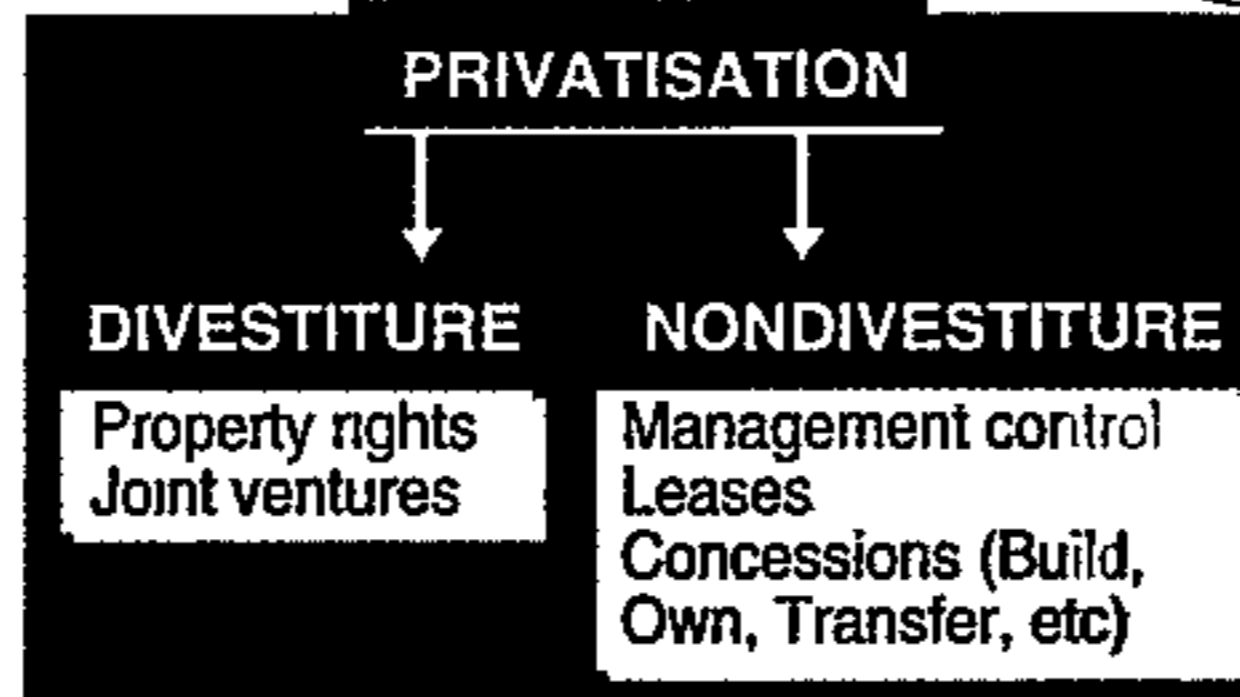 PRIVATISATION
DIVESTITURE
Property rights
Joint ventures
NONDIVESTITURE
Management control
Leases
Concessions (Build,
Own, Transfer, etc)